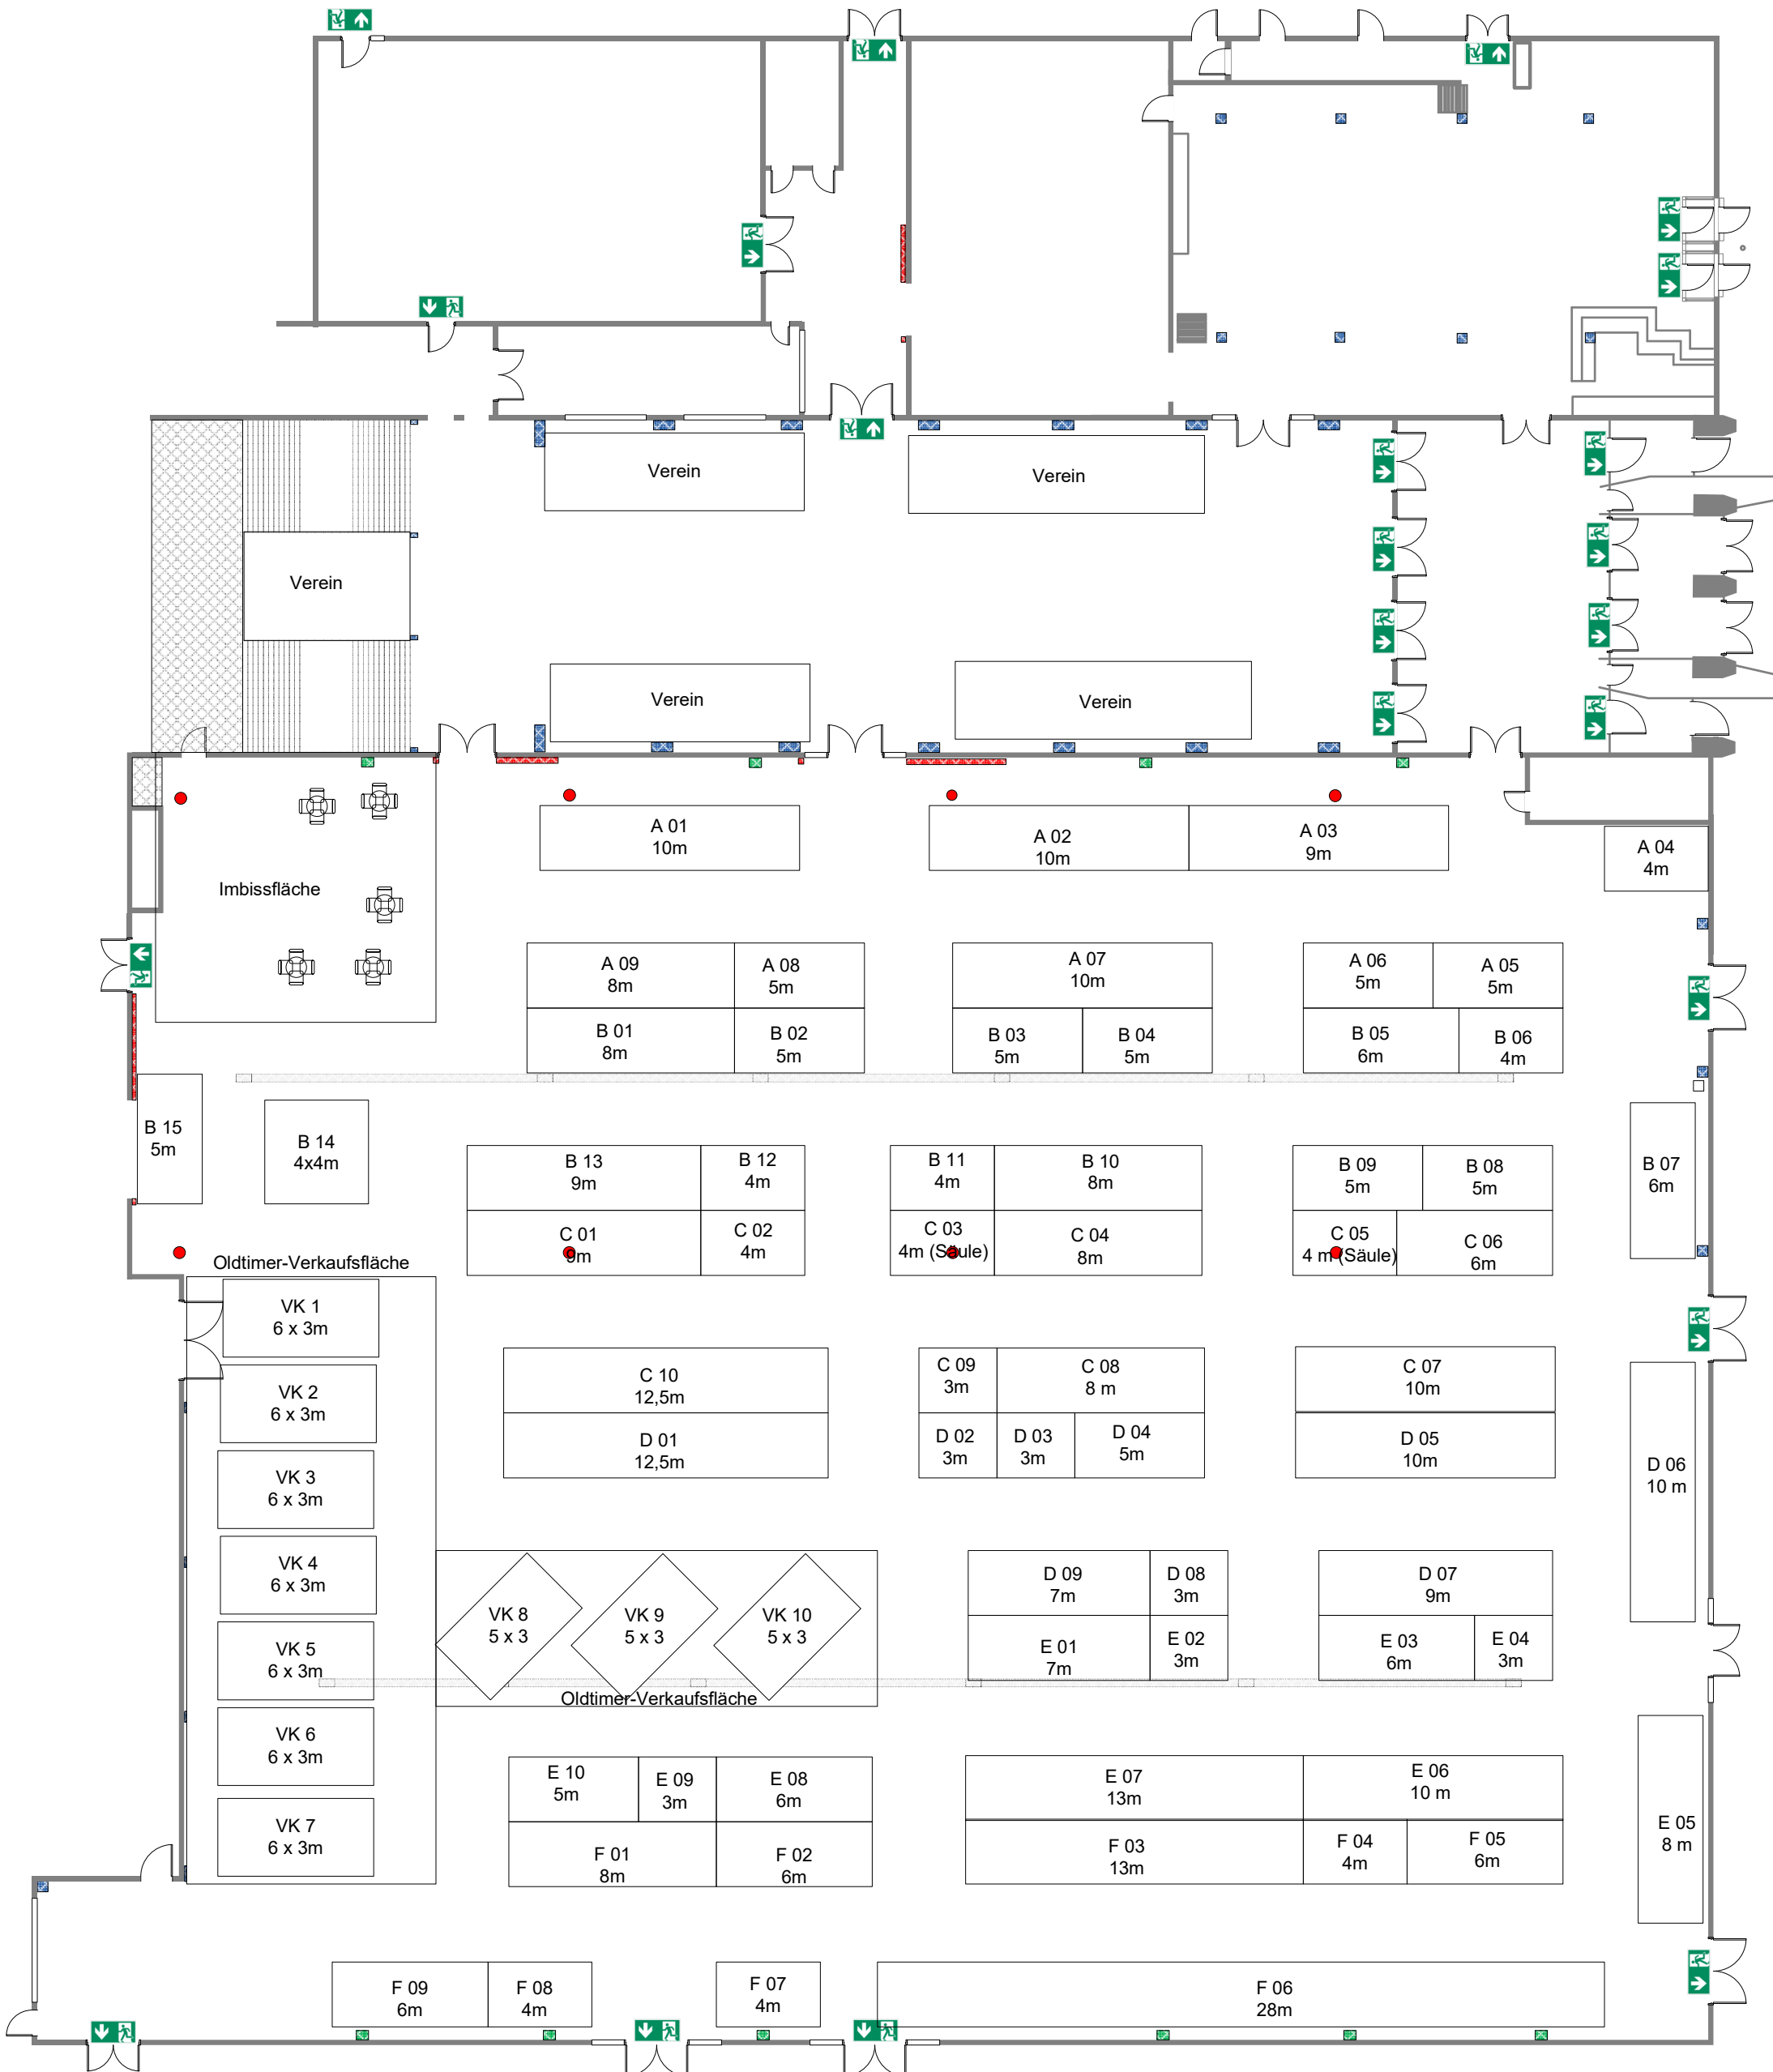 Verein
Verein
Verein
Verein
Verein
A 01
10m
A 02
10m
A 03
9m
A 04
4m
Imbissfläche
A 09
8m
A 08
5m
A 07
10m
A 06
5m
A 05
5m
B 01
8m
B 02
5m
B 03
5m
B 04
5m
B 05
6m
B 06
4m
B 15
5m
B 14
4x4m
B 13
9m
B 12
4m
B 11
4m
B 10
8m
B 09
5m
B 08
5m
B 07
6m
C 01
9m
C 02
4m
C 03
4m (Säule)
C 04
8m
C 05
4 m (Säule)
C 06
6m
Oldtimer-Verkaufsfläche
VK 1
6 x 3m
VK 2
6 x 3m
VK 3
6 x 3m
VK 4
6 x 3m
VK 5
6 x 3m
VK 6
6 x 3m
VK 7
6 x 3m
C 10
12,5m
C 09
3m
C 08
8 m
C 07
10m
D 01
12,5m
D 02
3m
D 03
3m
D 04
5m
D 05
10m
D 06
10 m
VK 8
5 x 3
VK 9
5 x 3
VK 10
5 x 3
Oldtimer-Verkaufsfläche
D 09
7m
D 08
3m
D 07
9m
E 01
7m
E 02
3m
E 03
6m
E 04
3m
E 10
5m
E 09
3m
E 08
6m
E 07
13m
E 06
10 m
E 05
8 m
F 01
8m
F 02
6m
F 03
13m
F 04
4m
F 05
6m
F 09
6m
F 08
4m
F 07
4m
F 06
28m